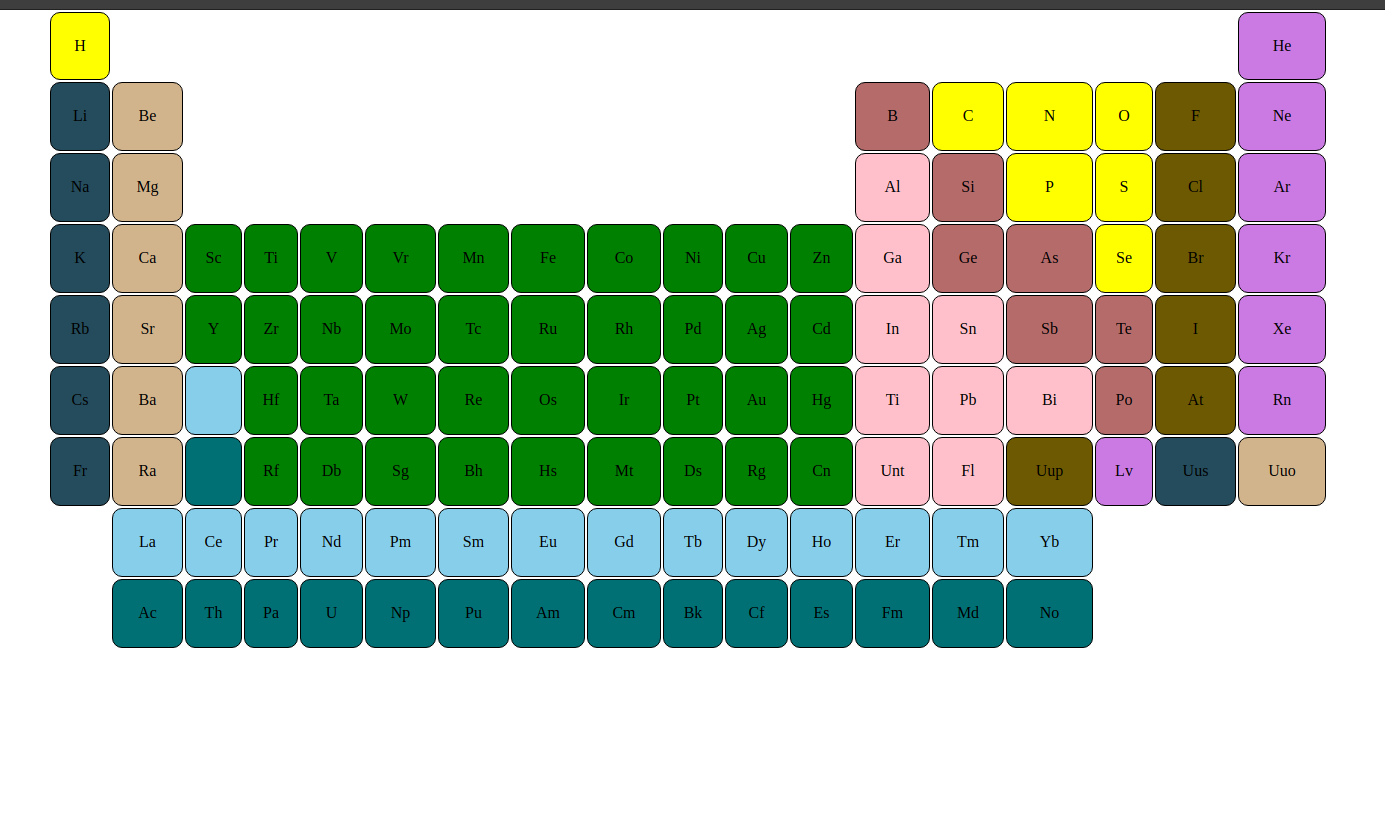 H He
Li Be B C N O F Ne
Na Mg Al Si P S Cl Ar
K Ca Sc Ti V Vr Mn Fe Co Ni Cu Zn Ga Ge As Se Br Kr
Rb Sr Y Zr Nb Mo Tc Ru Rh Pd Ag Cd In Sn Sb Te I Xe
Cs Ba Hf Ta W Re Os Ir Pt Au Hg Ti Pb Bi Po At Rn
Fr Ra Rf Db Sg Bh Hs Mt Ds Rg Cn Unt Fl Uup Lv Uus Uuo
La Ce Pr Nd Pm Sm Eu Gd Tb Dy Ho Er Tm Yb
Ac Th Pa U Np Pu Am Cm Bk Cf Es Fm Md No